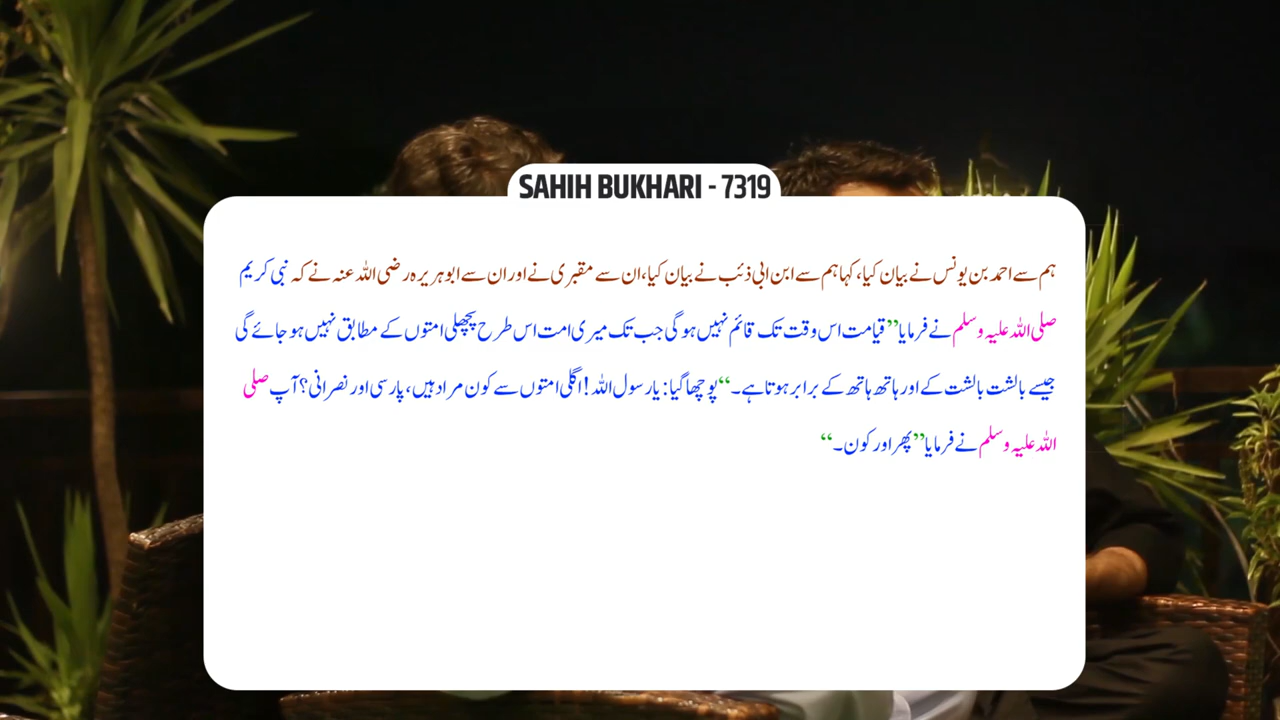 SAHIH BUKHARI - 7319
ہم سے احمد بن یونس نے بیان کیا، کہا ہم سے ابن ابی ذئب نے بیان کیا، ان سے مقبری نے اور ان سے ابوہریرہ رضی اللہ عنہ نے کہ نبی کریم
صلی اللہ علیہ وسلم نے فرمایا ”قیامت اس وقت تک قائم نہیں ہو گی جب تک میری امت اس طرح پچھلی امتوں کے مطابق نہیں ہو جائے گی
جیسے بالشت بالشت کے اور ہاتھ ہاتھ کے برابر ہوتا ہے۔“ پوچھا گیا: یا رسول اللہ! اگلی امتوں سے کون مراد ہیں، پارسی اور نصرانی؟ آپ صلی
اللہ علیہ وسلم نے فرمایا ”پھر اور کون۔“